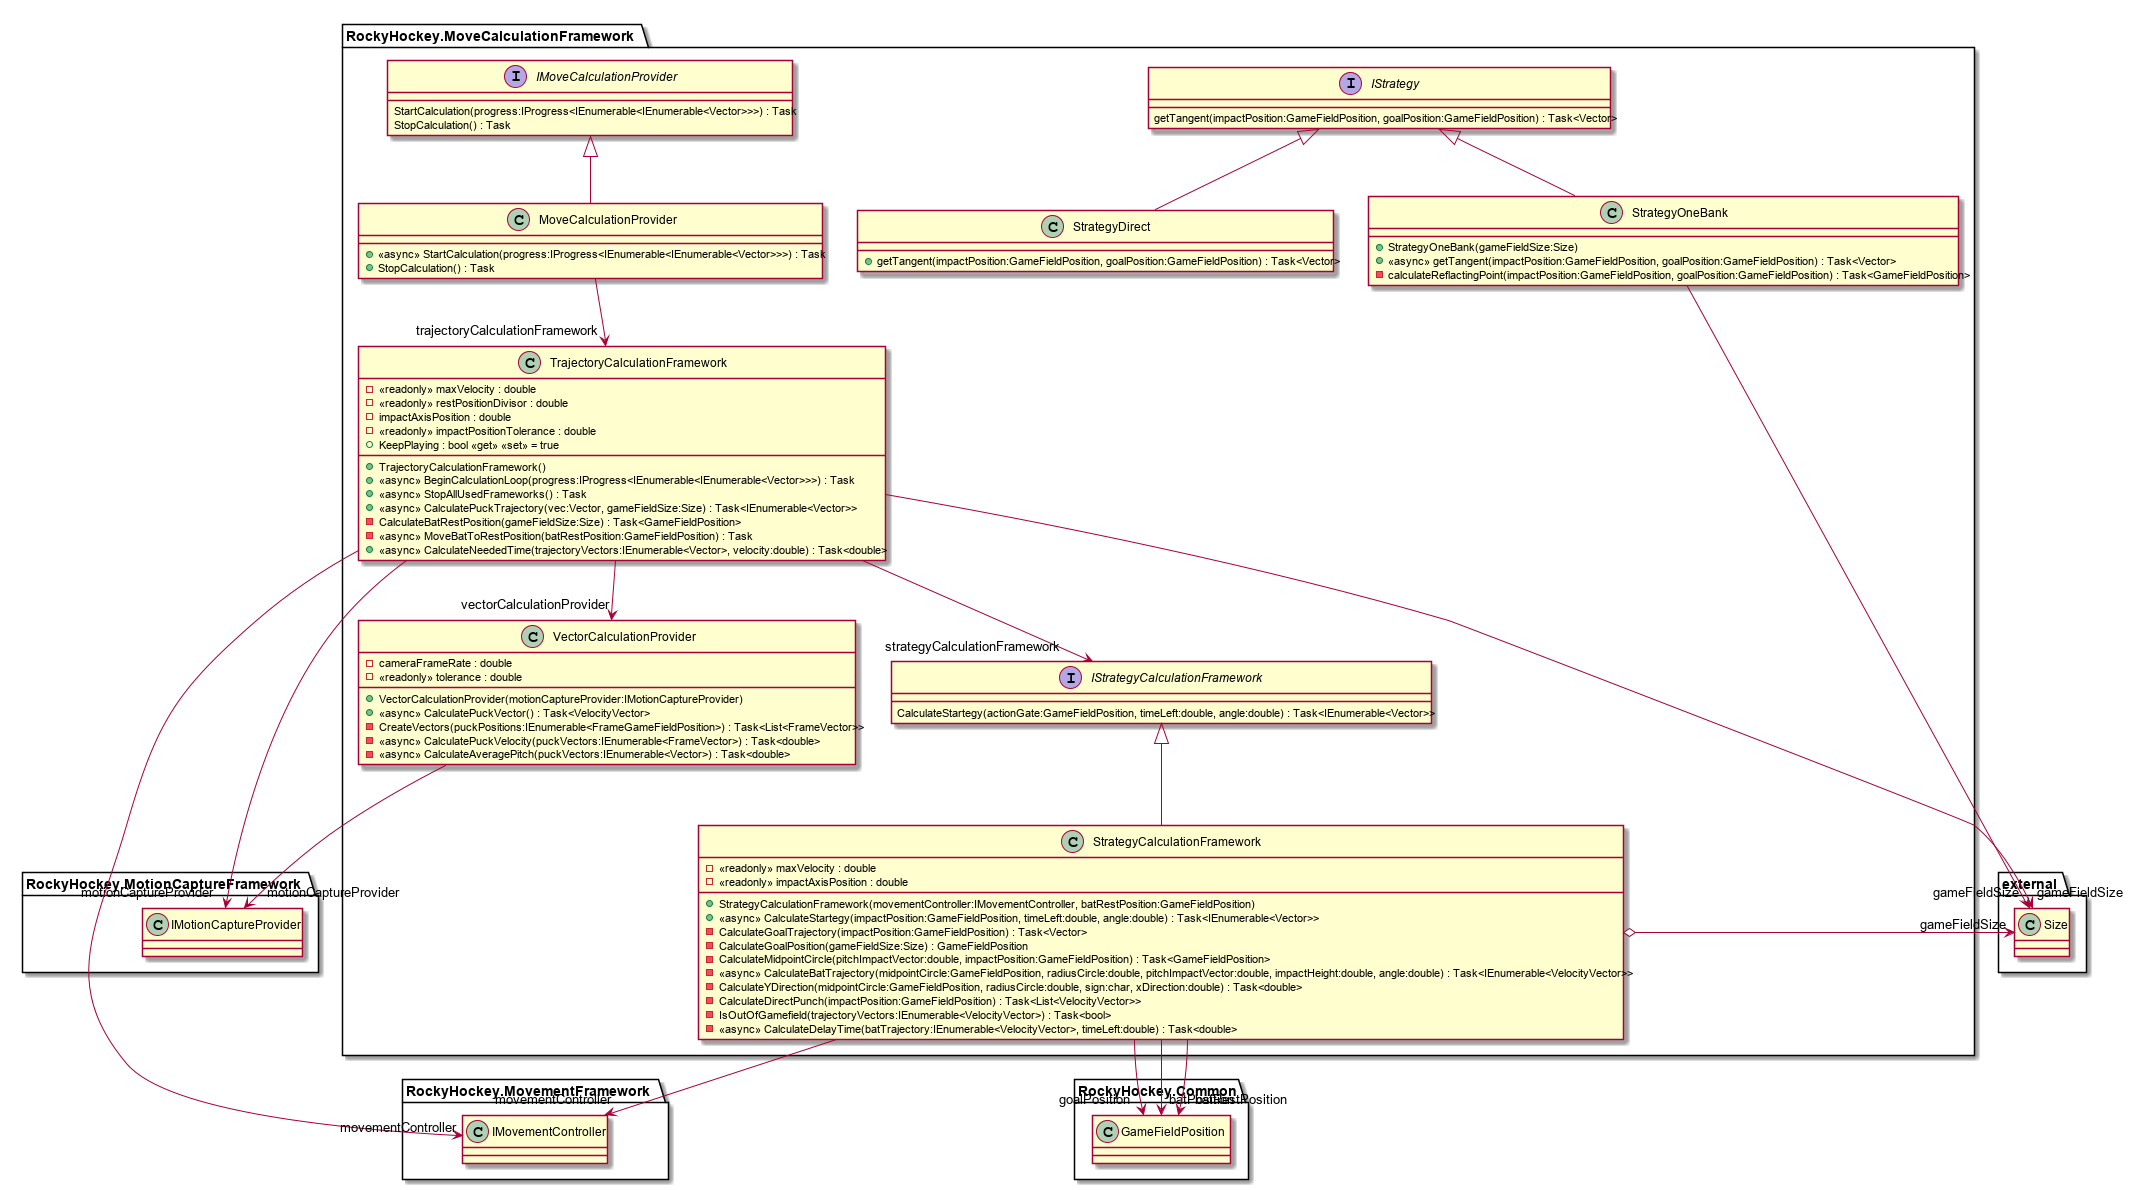 RockyHockey.MoveCalculationFramework
I
IMoveCalculationProvider
StartCalculation(progress:IProgress<IEnumerable<IEnumerable<Vector>>>) : Task
StopCalculation() : Task
I
IStrategy
getTangent(impactPosition:GameFieldPosition, goalPosition:GameFieldPosition) : Task<Vector>
C
MoveCalculationProvider
«async» StartCalculation(progress:IProgress<IEnumerable<IEnumerable<Vector>>>) : Task
StopCalculation() : Task
C
StrategyDirect
getTangent(impactPosition:GameFieldPosition, goalPosition:GameFieldPosition) : Task<Vector>
C
StrategyOneBank
StrategyOneBank(gameFieldSize:Size)
«async» getTangent(impactPosition:GameFieldPosition, goalPosition:GameFieldPosition) : Task<Vector>
calculateReflactingPoint(impactPosition:GameFieldPosition, goalPosition:GameFieldPosition) : Task<GameFieldPosition>
trajectoryCalculationFramework
C
TrajectoryCalculationFramework
«readonly» maxVelocity : double
«readonly» restPositionDivisor : double
impactAxisPosition : double
«readonly» impactPositionTolerance : double
KeepPlaying : bool «get» «set» = true
TrajectoryCalculationFramework()
«async» BeginCalculationLoop(progress:IProgress<IEnumerable<IEnumerable<Vector>>>) : Task
«async» StopAllUsedFrameworks() : Task
«async» CalculatePuckTrajectory(vec:Vector, gameFieldSize:Size) : Task<IEnumerable<Vector>>
CalculateBatRestPosition(gameFieldSize:Size) : Task<GameFieldPosition>
«async» MoveBatToRestPosition(batRestPosition:GameFieldPosition) : Task
«async» CalculateNeededTime(trajectoryVectors:IEnumerable<Vector>, velocity:double) : Task<double>
vectorCalculationProvider
C
VectorCalculationProvider
cameraFrameRate : double
«readonly» tolerance : double
VectorCalculationProvider(motionCaptureProvider:IMotionCaptureProvider)
«async» CalculatePuckVector() : Task<VelocityVector>
CreateVectors(puckPositions:IEnumerable<FrameGameFieldPosition>) : Task<List<FrameVector>>
«async» CalculatePuckVelocity(puckVectors:IEnumerable<FrameVector>) : Task<double>
«async» CalculateAveragePitch(puckVectors:IEnumerable<Vector>) : Task<double>
strategyCalculationFramework
I
IStrategyCalculationFramework
CalculateStartegy(actionGate:GameFieldPosition, timeLeft:double, angle:double) : Task<IEnumerable<Vector>>
C
StrategyCalculationFramework
«readonly» maxVelocity : double
«readonly» impactAxisPosition : double
StrategyCalculationFramework(movementController:IMovementController, batRestPosition:GameFieldPosition)
«async» CalculateStartegy(impactPosition:GameFieldPosition, timeLeft:double, angle:double) : Task<IEnumerable<Vector>>
CalculateGoalTrajectory(impactPosition:GameFieldPosition) : Task<Vector>
CalculateGoalPosition(gameFieldSize:Size) : GameFieldPosition
CalculateMidpointCircle(pitchImpactVector:double, impactPosition:GameFieldPosition) : Task<GameFieldPosition>
«async» CalculateBatTrajectory(midpointCircle:GameFieldPosition, radiusCircle:double, pitchImpactVector:double, impactHeight:double, angle:double) : Task<IEnumerable<VelocityVector>>
CalculateYDirection(midpointCircle:GameFieldPosition, radiusCircle:double, sign:char, xDirection:double) : Task<double>
CalculateDirectPunch(impactPosition:GameFieldPosition) : Task<List<VelocityVector>>
IsOutOfGamefield(trajectoryVectors:IEnumerable<VelocityVector>) : Task<bool>
«async» CalculateDelayTime(batTrajectory:IEnumerable<VelocityVector>, timeLeft:double) : Task<double>
RockyHockey.MotionCaptureFramework
motionCaptureProvider
motionCaptureProvider
C
IMotionCaptureProvider
external
gameFieldSize
gameFieldSize
gameFieldSize
C
Size
RockyHockey.MovementFramework
movementController
movementController
C
IMovementController
RockyHockey.Common
goalPosition
batPosition
batRestPosition
C
GameFieldPosition